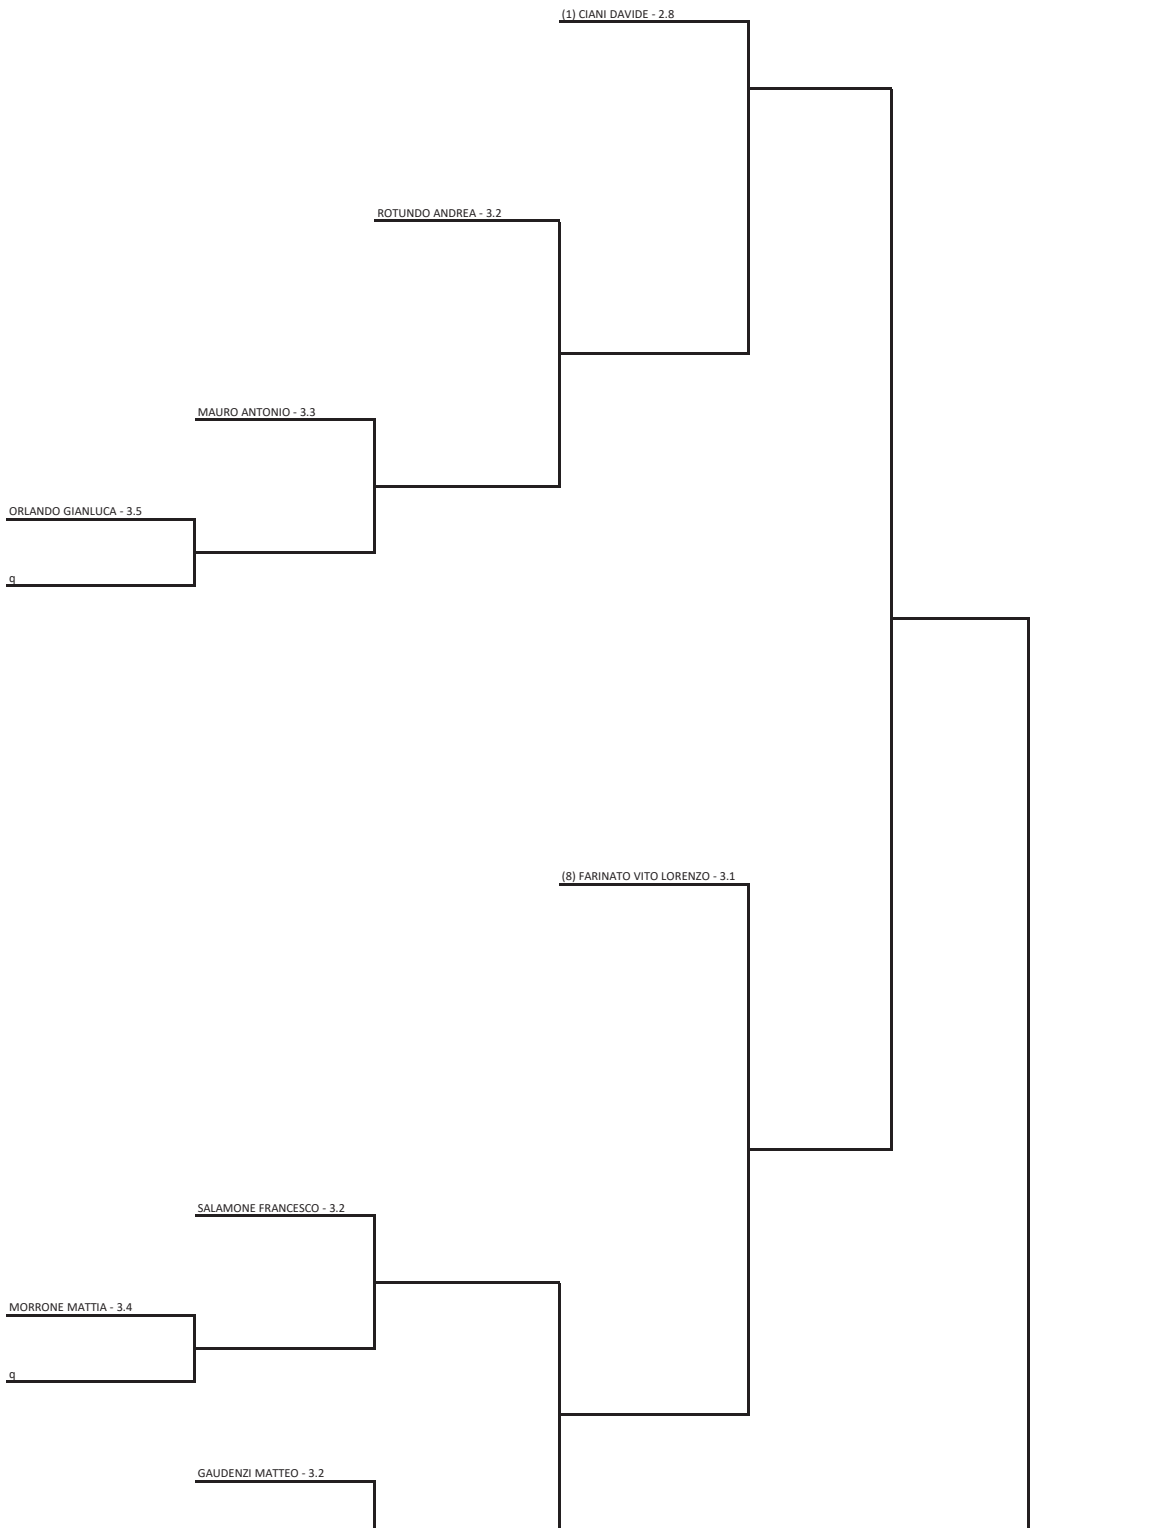 (1) CIANI DAVIDE - 2.8
ROTUNDO ANDREA - 3.2
MAURO ANTONIO - 3.3
ORLANDO GIANLUCA - 3.5
q
(8) FARINATO VITO LORENZO - 3.1
SALAMONE FRANCESCO - 3.2
MORRONE MATTIA - 3.4
q
GAUDENZI MATTEO - 3.2